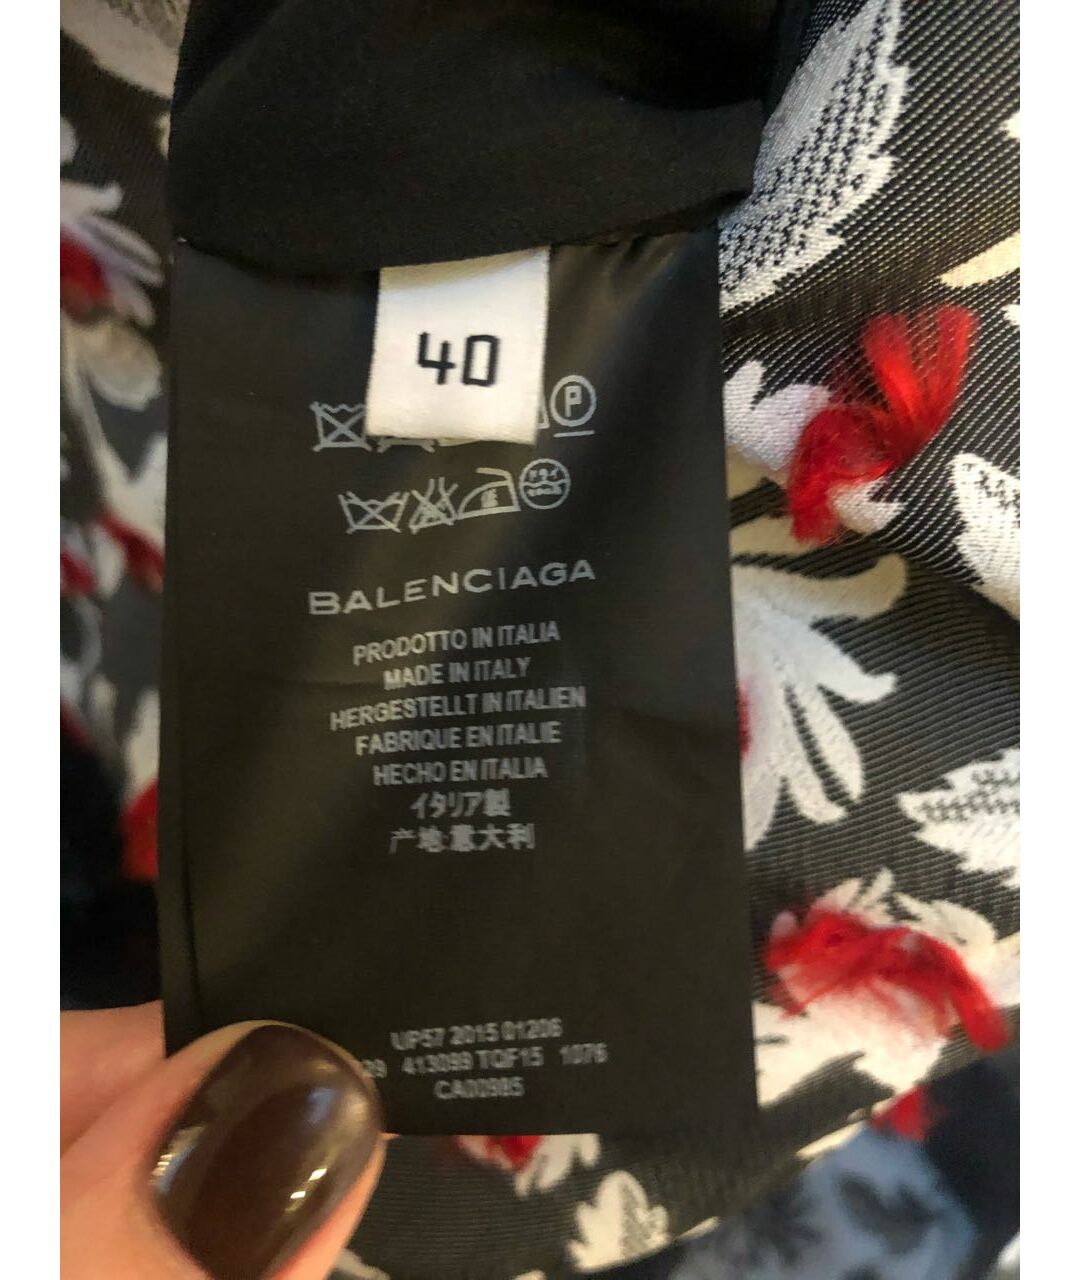 40
P
BALENCIAGA
PRODOTTO IN ITALIA
MADE IN ITALY
HERGESTELLT IN ITALIEN
FABRIQUE EN ITALIE
HECHO EN ITALIA
イタリア製
产地:意大利
UP57 2015 01206
413099 TQF15 1076
CA00985